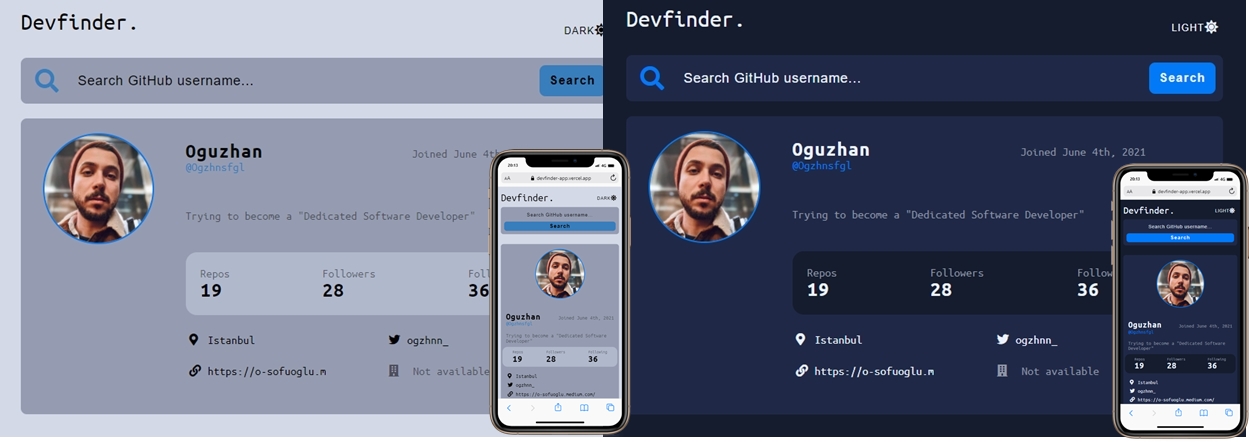 Devfinder.
DARK
Search GitHub username...
Search
Oguzhan
Joined June 4th
@Ogzhnsfgl
Trying to become a "Dedicated Software Developer"
Repos
Followers
Foll
19
28
36
Istanbul
ogzhnn_
https://o-sofuoglu.m
Not available
20:13
4G
AA
devfinder-app.vercel.app
Devfinder.
DARK
Search GitHub username...
Search
Oguzhan
Joined June 4th, 2021
@Ogzhnsfgl
Trying to become a "Dedicated Software
Developer"
Repos
Followers
Following
19
28
36
Istanbul
ogzhnn_
https://o-sofuoglu.medium.com/
Devfinder.
LIGHT
Search GitHub username...
Search
Oguzhan
Joined June 4th, 2021
@Ogzhnsfgl
Trying to become a "Dedicated Software Developer"
Repos
Followers
Follow
19
28
36
Istanbul
ogzhnn_
https://o-sofuoglu.m
Not available
20:13
4G
AA
devfinder-app.vercel.app
Devfinder.
LIGHT
Search GitHub username...
Search
Oguzhan
Joined June 4th, 2021
@Ogzhnsfgl
Trying to become a "Dedicated Software
Developer"
Repos
Followers
Following
19
28
36
Istanbul
ogzhnn_
https://o-sofuoglu.medium.com/